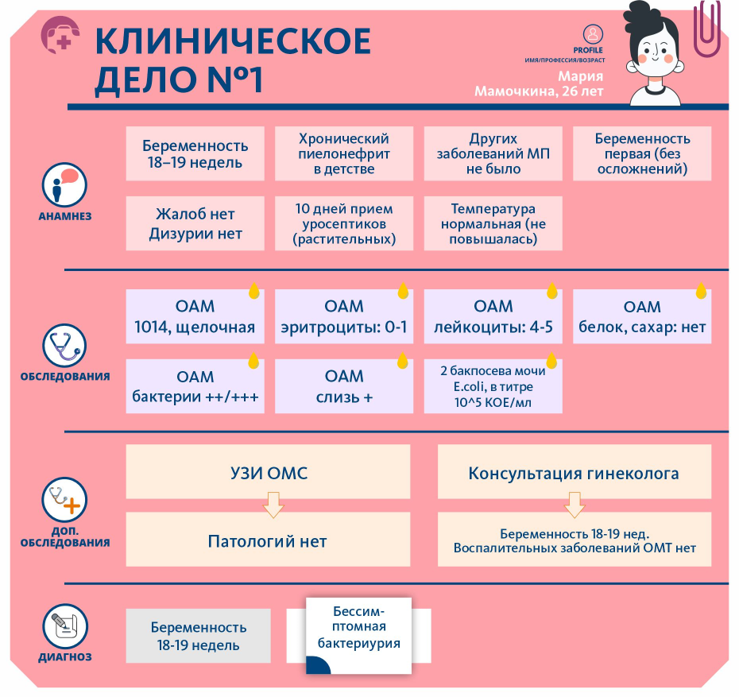 КЛИНИЧЕСКОЕ
ДЕЛО №1
PROFILE
ИМЯ/ПРОФЕССИЯ/ВОЗРАСТ
Мария
Мамочкина, 26 лет
АНАМНЕЗ
Беременность
18–19 недель
Хронический
пиелонефрит
в детстве
Других
заболеваний МП
не было
Беременность
первая (без
осложнений)
Жалоб нет
Дизурии нет
10 дней прием
уросептиков
(растительных)
Температура
нормальная (не
повышалась)
ОБСЛЕДОВАНИЯ
ОАМ
1014, щелочная
ОАМ
эритроциты: 0-1
ОАМ
лейкоциты: 4-5
ОАМ
белок, сахар: нет
ОАМ
бактерии ++/+++
ОАМ
слизь +
2 бакпосева мочи
E.coli, в титре
10^5 КОЕ/мл
ДОП.
ОБСЛЕДОВАНИЯ
УЗИ ОМС
Патологий нет
Консультация гинеколога
Беременность 18-19 нед.
Воспалительных заболеваний ОМТ нет
ДИАГНОЗ
Беременность
18-19 недель
Бессим-
птомная
бактериурия